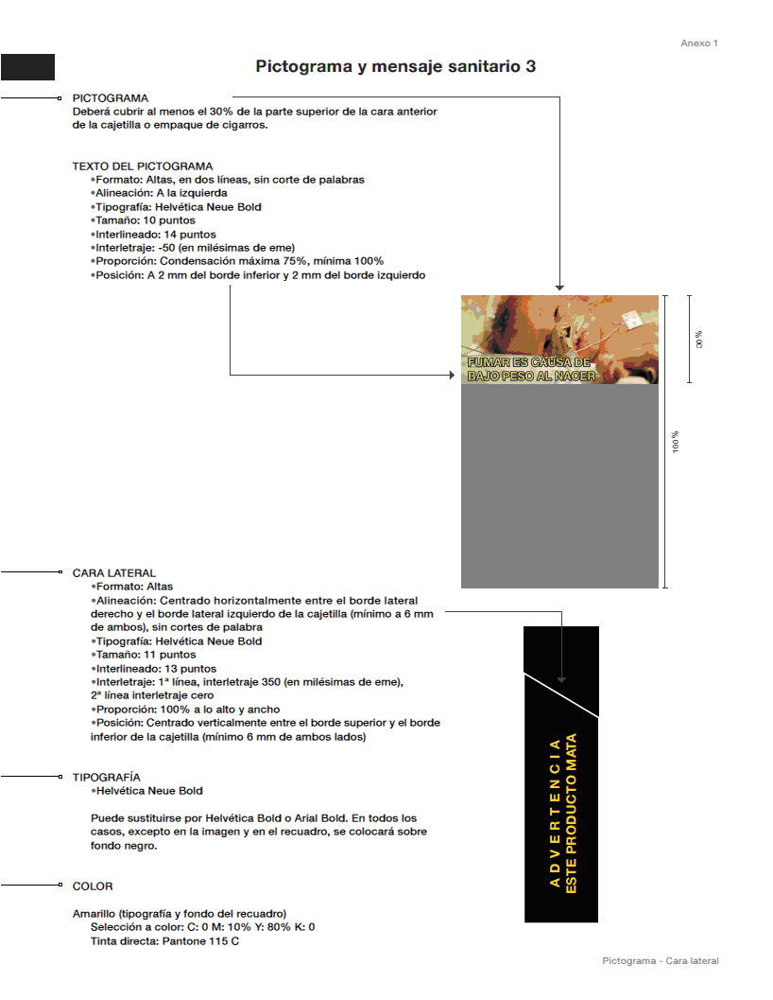 Anexo 1
Pictograma y mensaje sanitario 3
PICTOGRAMA
Deberá cubrir al menos el 30% de la parte superior de la cara anterior
de la cajetilla o empaque de cigarros.
TEXTO DEL PICTOGRAMA
•Formato: Altas, en dos líneas, sin corte de palabras
•Alineación: A la izquierda
•Tipografía: Helvética Neue Bold
•Tamaño: 10 puntos
•Interlineado: 14 puntos
•Interletraje: -50 (en milésimas de eme)
•Proporción: Condensación máxima 75%, mínima 100%
•Posición: A 2 mm del borde inferior y 2 mm del borde izquierdo
FUMAR ES CAUSA DE
BAJO PESO AL NACER
30%
100%
CARA LATERAL
•Formato: Altas
•Alineación: Centrado horizontalmente entre el borde lateral
derecho y el borde lateral izquierdo de la cajetilla (mínimo a 6 mm
de ambos), sin cortes de palabra
•Tipografía: Helvética Neue Bold
•Tamaño: 11 puntos
•Interlineado: 13 puntos
•Interletraje: 1ª línea, interletraje 350 (en milésimas de eme),
2ª línea interletraje cero
•Proporción: 100% a lo alto y ancho
•Posición: Centrado verticalmente entre el borde superior y el borde
inferior de la cajetilla (mínimo 6 mm de ambos lados)
ADVERTENCIA
ESTE PRODUCTO MATA
TIPOGRAFÍA
•Helvética Neue Bold
Puede sustituirse por Helvética Bold o Arial Bold. En todos los
casos, excepto en la imagen y en el recuadro, se colocará sobre
fondo negro.
COLOR
Amarillo (tipografía y fondo del recuadro)
Selección a color: C: 0 M: 10% Y: 80% K: 0
Tinta directa: Pantone 115 C
Pictograma - Cara lateral